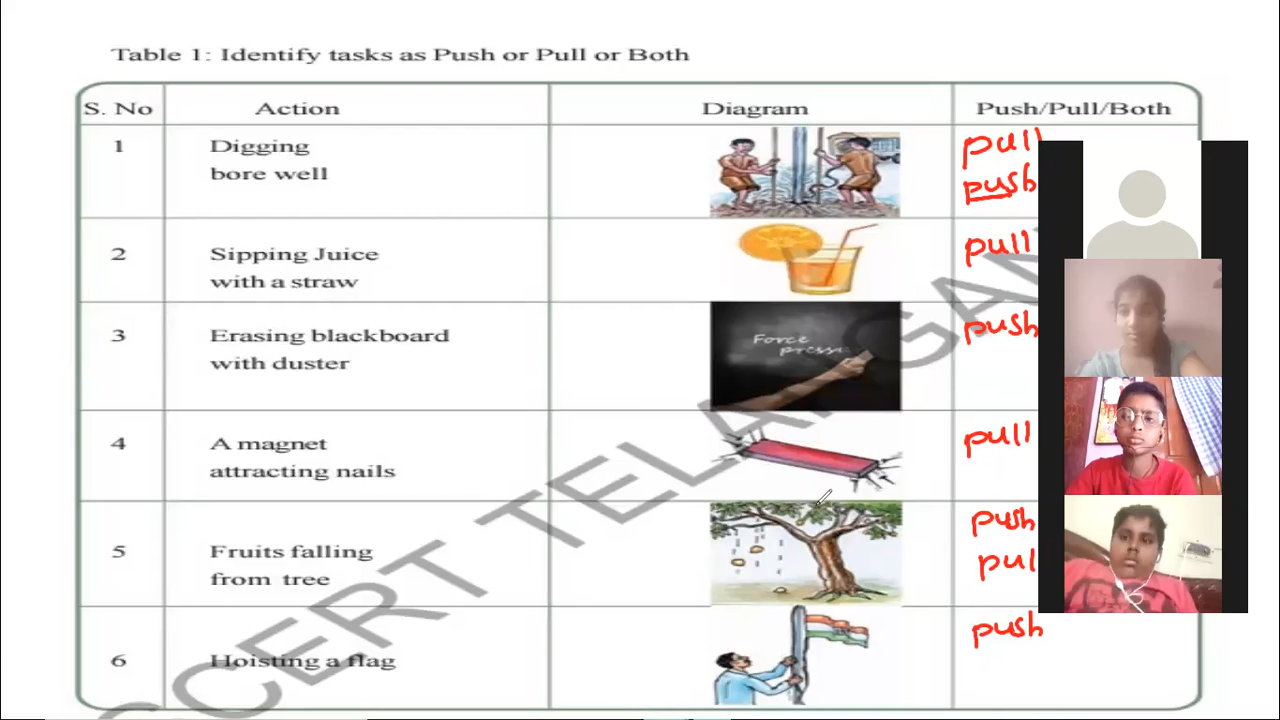 Table 1: Identify tasks as Push or Pull or Both
S. No Action Diagram Push/Pull/Both
1 Digging bore well pull push
2 Sipping Juice with a straw pull
3 Erasing blackboard with duster Force push
4 A magnet attracting nails pull
5 Fruits falling from tree push pul
6 Hoisting a flag push
SCERT TELANGANA